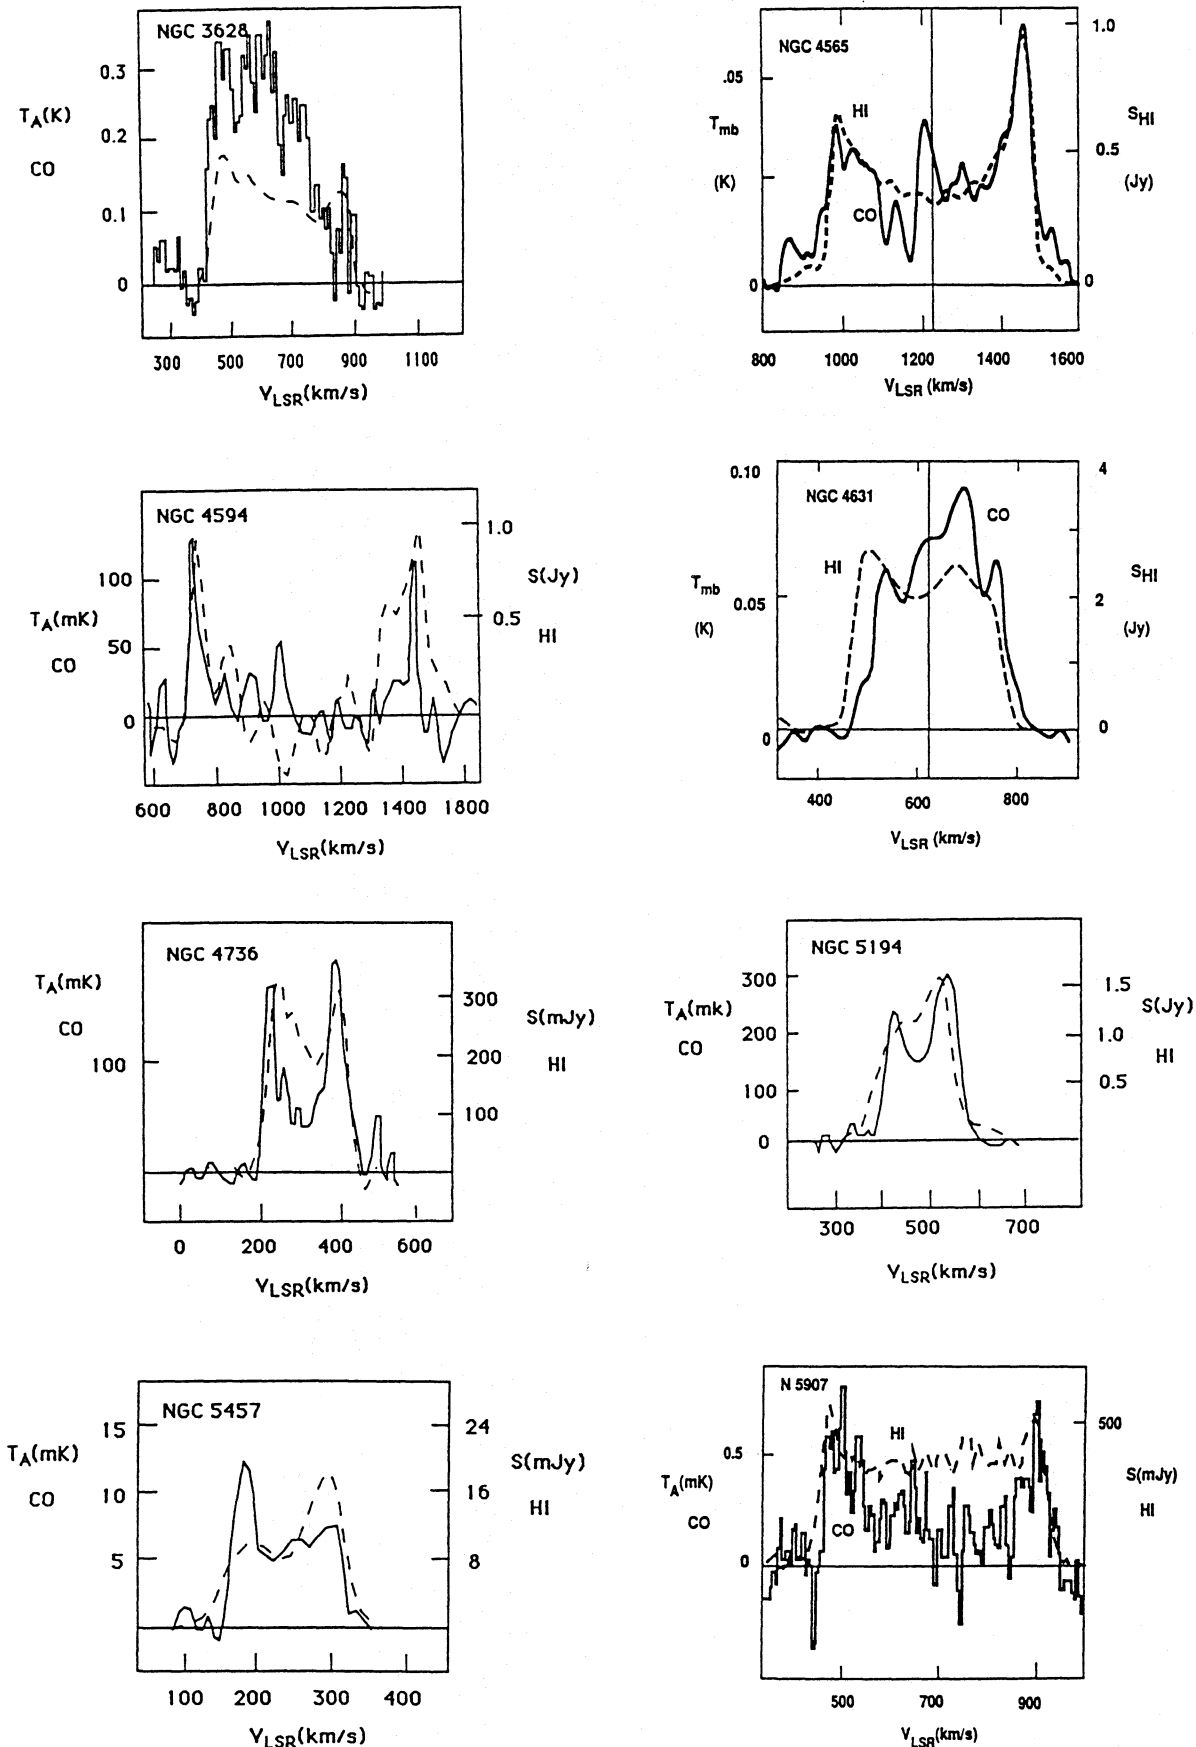 NGC 3628
0.3
T_A(K)
0.2
CO
0.1
0
300 500 700 900 1100
V_LSR(km/s)
NGC 4565
1.0
.05
HI
T_mb
S_HI
0.5
(K)
(Jy)
CO
0
0
800 1000 1200 1400 1600
V_LSR (km/s)
NGC 4594
1.0
100
S(Jy)
T_A(mK)
0.5
50
HI
CO
0
600 800 1000 1200 1400 1800
V_LSR(km/s)
0.10
4
NGC 4631
CO
HI
T_mb
S_HI
0.05
2
(K)
(Jy)
0
0
400 600 800
V_LSR (km/s)
NGC 4736
T_A(mK)
300
S(mJy)
CO
200
100
HI
100
0 200 400 600
V_LSR(km/s)
NGC 5194
300
1.5
T_A(mk)
S(Jy)
200
1.0
CO
HI
100
0.5
0
300 500 700
V_LSR(km/s)
NGC 5457
15
24
T_A(mK)
S(mJy)
10
16
CO
HI
5
8
100 200 300 400
V_LSR(km/s)
N 5907
500
HI
0.5
T_A(mK)
S(mJy)
CO
HI
CO
0
500 700 900
V_LSR(km/s)